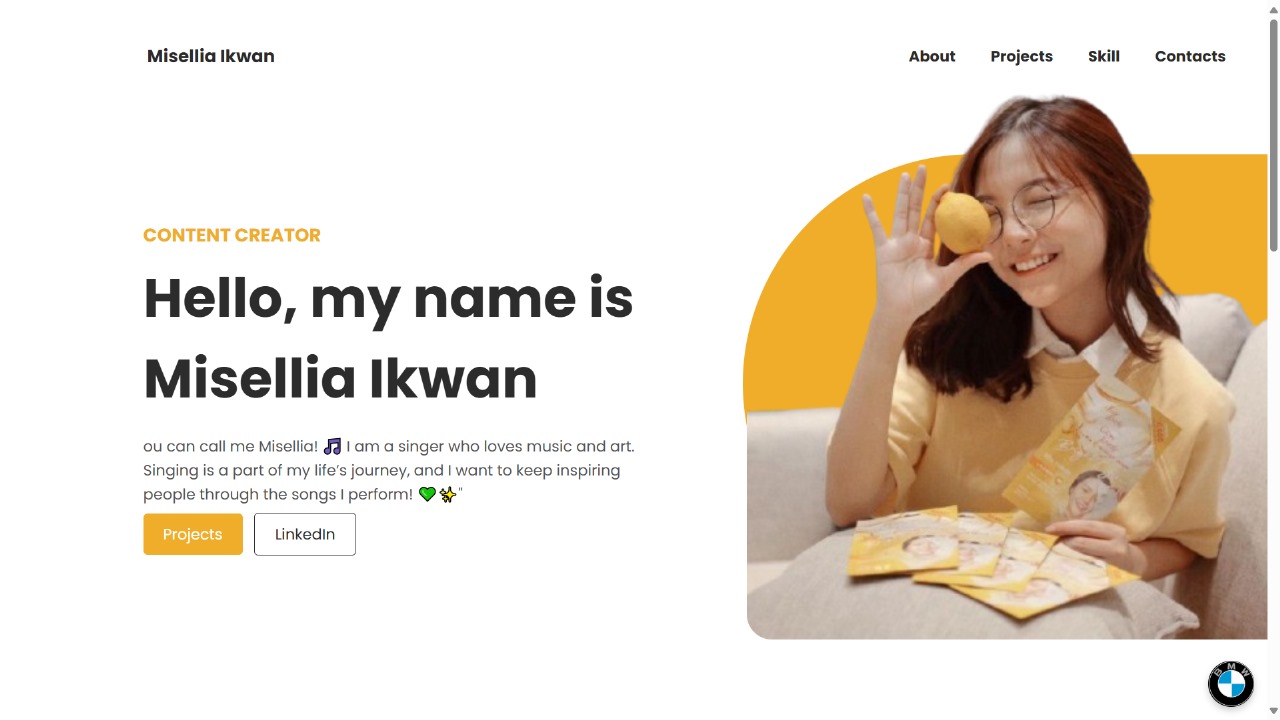 Misellia Ikwan
About Projects Skill Contacts
CONTENT CREATOR
Hello, my name is
Misellia Ikwan
ou can call me Misellia! 🎵 I am a singer who loves music and art.
Singing is a part of my life’s journey, and I want to keep inspiring
people through the songs I perform! 💚✨"
Projects LinkedIn
BMW